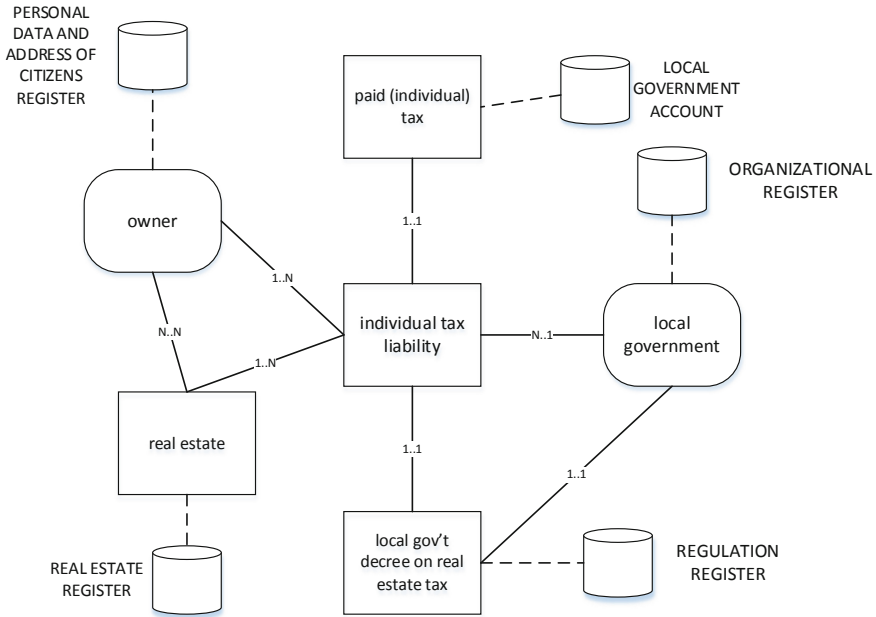 PERSONAL
DATA AND
ADDRESS OF
CITIZENS
REGISTER
paid (individual)
tax
LOCAL
GOVERNMENT
ACCOUNT
ORGANIZATIONAL
REGISTER
owner
1..1
1..N
N..N
individual tax
liability
N..1
local
government
1..N
real estate
1..1
1..1
local gov't
decree on real
estate tax
REAL ESTATE
REGISTER
REGULATION
REGISTER